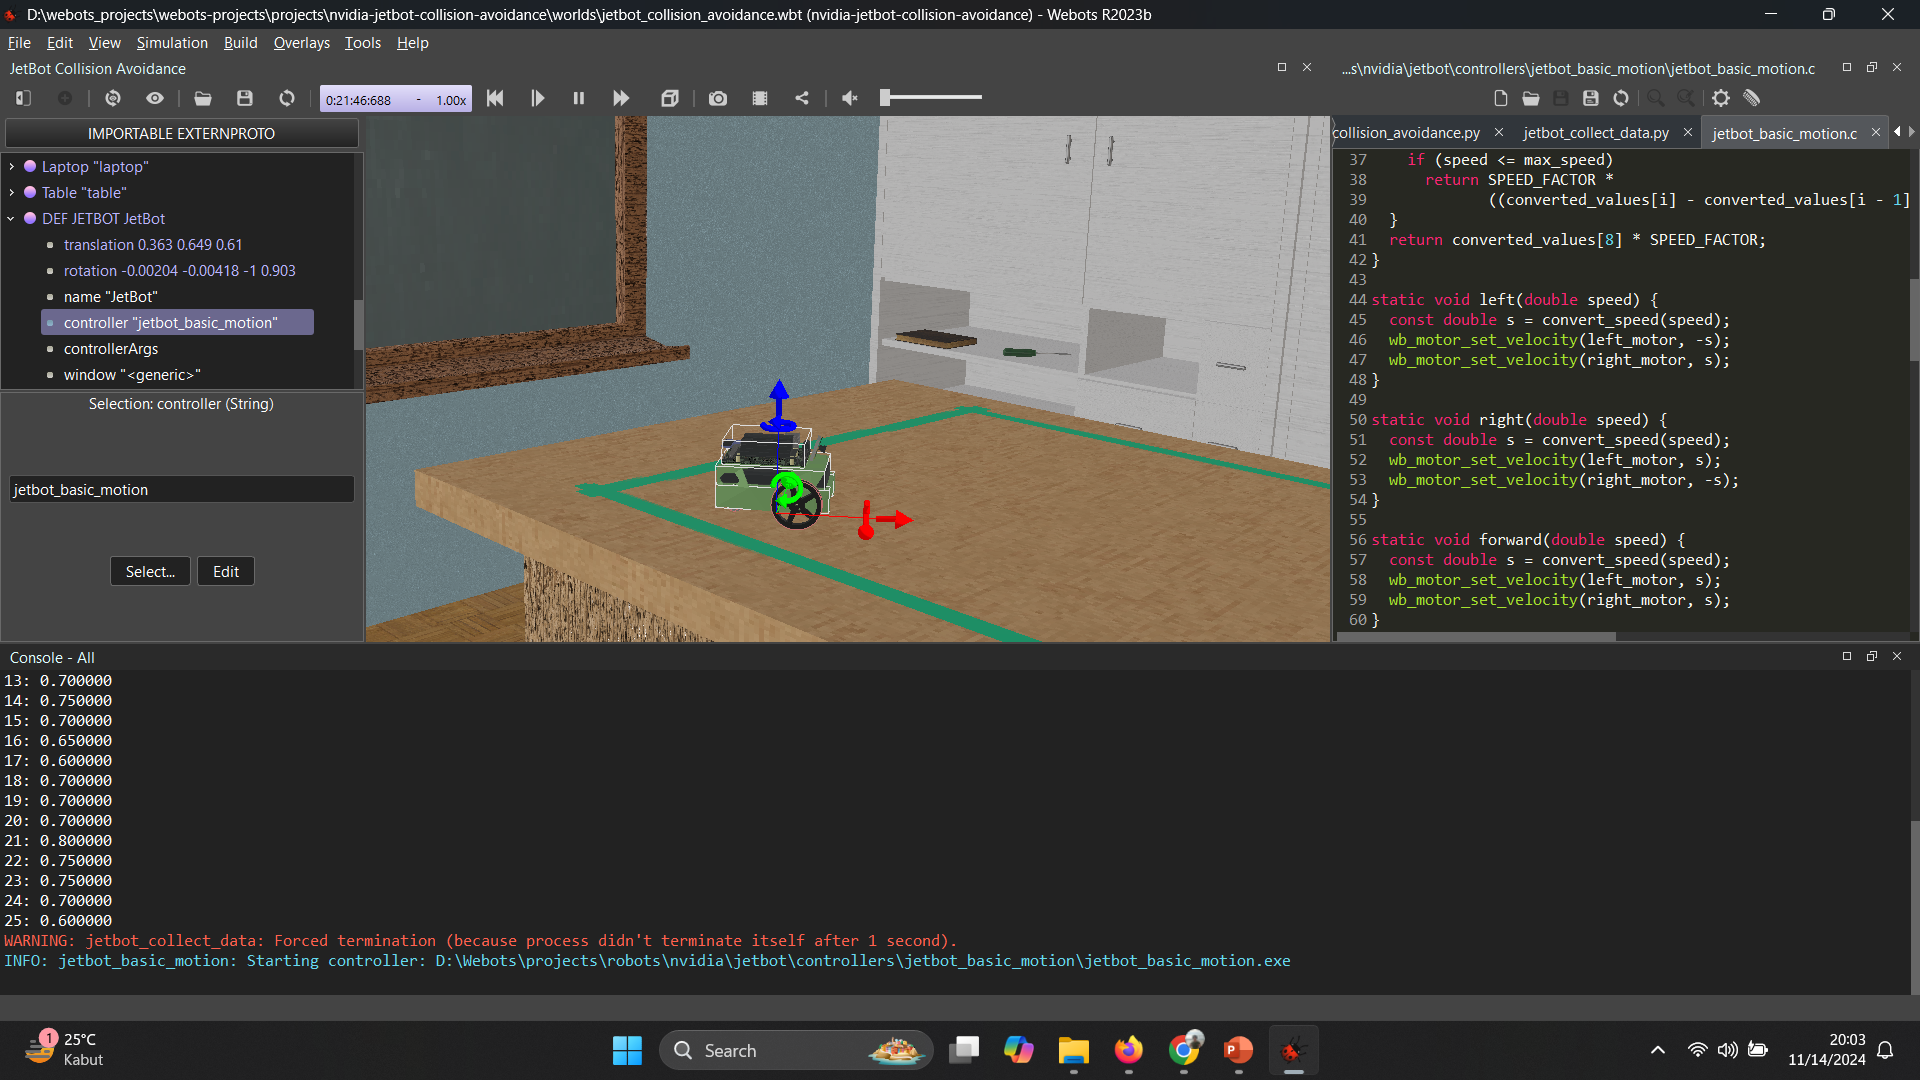 D:\webots_projects\webots-projects\projects\nvidia-jetbot-collision-avoidance\worlds\jetbot_collision_avoidance.wbt (nvidia-jetbot-collision-avoidance) - Webots R2023b
File Edit View Simulation Build Overlays Tools Help
JetBot Collision Avoidance
0:21:46:688 - 1.00x
IMPORTABLE EXTERNPROTO
Laptop "laptop"
Table "table"
DEF JETBOT JetBot
translation 0.363 0.649 0.61
rotation -0.00204 -0.00418 -1 0.903
name "JetBot"
controller "jetbot_basic_motion"
controllerArgs
window "<generic>"
Selection: controller (String)
jetbot_basic_motion
Select... Edit
...s\nvidia\jetbot\controllers\jetbot_basic_motion\jetbot_basic_motion.c
collision_avoidance.py jetbot_collect_data.py jetbot_basic_motion.c
37 if (speed <= max_speed)
38 return SPEED_FACTOR *
39 ((converted_values[i] - converted_values[i - 1]
40 }
41 return converted_values[8] * SPEED_FACTOR;
42 }
43
44 static void left(double speed) {
45 const double s = convert_speed(speed);
46 wb_motor_set_velocity(left_motor, -s);
47 wb_motor_set_velocity(right_motor, s);
48 }
49
50 static void right(double speed) {
51 const double s = convert_speed(speed);
52 wb_motor_set_velocity(left_motor, s);
53 wb_motor_set_velocity(right_motor, -s);
54 }
55
56 static void forward(double speed) {
57 const double s = convert_speed(speed);
58 wb_motor_set_velocity(left_motor, s);
59 wb_motor_set_velocity(right_motor, s);
60 }
Console - All
13: 0.700000
14: 0.750000
15: 0.700000
16: 0.650000
17: 0.600000
18: 0.700000
19: 0.700000
20: 0.700000
21: 0.800000
22: 0.750000
23: 0.750000
24: 0.700000
25: 0.600000
WARNING: jetbot_collect_data: Forced termination (because process didn't terminate itself after 1 second).
INFO: jetbot_basic_motion: Starting controller: D:\Webots\projects\robots\nvidia\jetbot\controllers\jetbot_basic_motion\jetbot_basic_motion.exe
1
25°C
Kabut
Search
20:03
11/14/2024